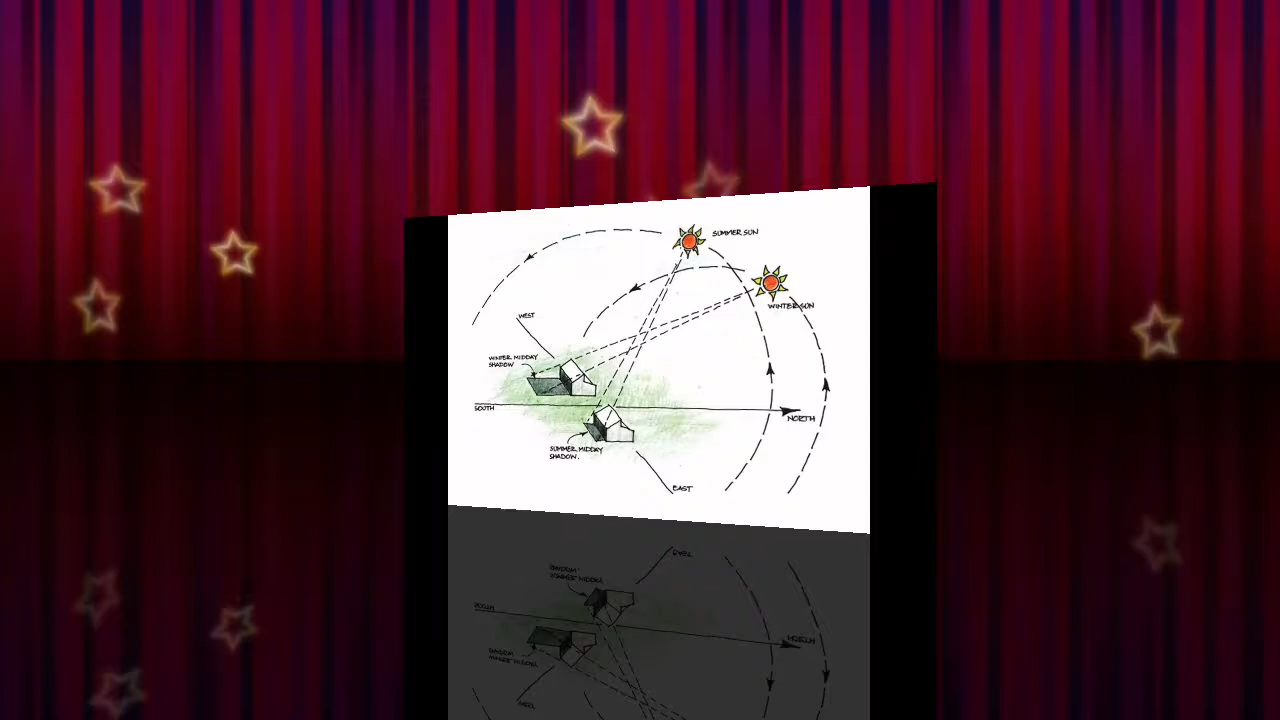 SUMMER SUN
WINTER SUN
WEST
WINTER MIDDAY
SHADOW
SOUTH
NORTH
SUMMER MIDDAY
SHADOW.
EAST